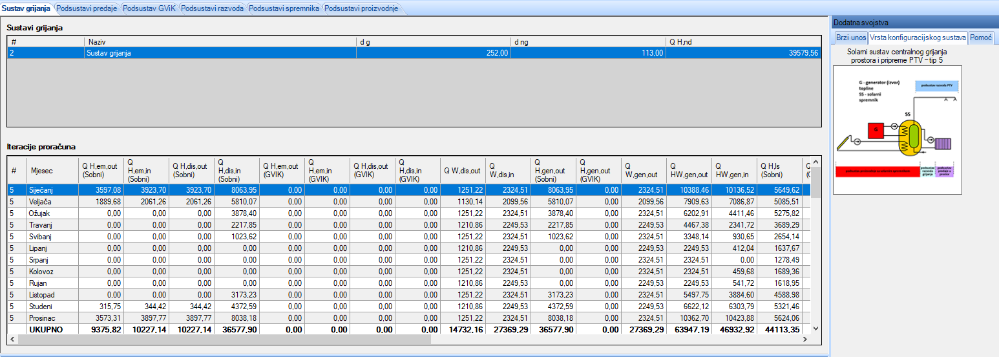 Sustav grijanja Podsustavi predaje Podsustav GViK Podsustavi razvoda Podsustavi spremnika Podsustavi proizvodnje
Sustavi grijanja
# Naziv d g d ng Q H,nd
2 Sustav grijanja 252,00 113,00 39579,56
Iteracije proračuna
# Mjesec Q H,em,out (Sobni) Q H,em,in (Sobni) Q H,dis,out (Sobni) Q H,dis,in (Sobni) Q H,em,out (GVIK) Q H,em,in (GVIK) Q H,dis,out (GVIK) Q H,dis,in (GVIK) Q W,dis,out Q W,dis,in Q H,gen,out (Sobni) Q H,gen,out (GVIK) Q W,gen,out Q HW,gen,out Q HW,gen,in Q H,ls (Sobni)
5 Siječanj 3597,08 3923,70 3923,70 8063,95 0,00 0,00 0,00 0,00 1251,22 2324,51 8063,95 0,00 2324,51 10388,46 10136,52 5649,62
5 Veljača 1889,68 2061,26 2061,26 5810,07 0,00 0,00 0,00 0,00 1130,14 2099,56 5810,07 0,00 2099,56 7909,63 7086,87 5085,51
5 Ožujak 0,00 0,00 0,00 3878,40 0,00 0,00 0,00 0,00 1251,22 2324,51 3878,40 0,00 2324,51 6202,91 4411,46 5275,82
5 Travanj 0,00 0,00 0,00 2217,85 0,00 0,00 0,00 0,00 1210,86 2249,53 2217,85 0,00 2249,53 4467,38 2341,72 3689,29
5 Svibanj 0,00 0,00 0,00 1023,62 0,00 0,00 0,00 0,00 1251,22 2324,51 1023,62 0,00 2324,51 3348,14 930,65 2654,14
5 Lipanj 0,00 0,00 0,00 0,00 0,00 0,00 0,00 0,00 1210,86 2249,53 0,00 0,00 2249,53 2249,53 412,04 1637,67
5 Srpanj 0,00 0,00 0,00 0,00 0,00 0,00 0,00 0,00 1251,22 2324,51 0,00 0,00 2324,51 2324,51 0,00 1278,49
5 Kolovoz 0,00 0,00 0,00 0,00 0,00 0,00 0,00 0,00 1251,22 2324,51 0,00 0,00 2324,51 2324,51 459,68 1689,36
5 Rujan 0,00 0,00 0,00 0,00 0,00 0,00 0,00 0,00 1210,86 2249,53 0,00 0,00 2249,53 2249,53 541,72 1618,95
5 Listopad 0,00 0,00 0,00 3173,23 0,00 0,00 0,00 0,00 1251,22 2324,51 3173,23 0,00 2324,51 5497,75 3884,60 4588,98
5 Studeni 315,75 344,42 344,42 4372,59 0,00 0,00 0,00 0,00 1210,86 2249,53 4372,59 0,00 2249,53 6622,12 6303,79 5321,46
5 Prosinac 3573,31 3897,77 3897,77 8038,18 0,00 0,00 0,00 0,00 1251,22 2324,51 8038,18 0,00 2324,51 10362,70 10423,88 5624,06
UKUPNO 9375,82 10227,14 10227,14 36577,90 0,00 0,00 0,00 0,00 14732,16 27369,29 36577,90 0,00 27369,29 63947,19 46932,92 44113,35
Dodatna svojstva
Brzi unos Vrsta konfiguracijskog sustava Pomoć
Solarni sustav centralnog grijanja
prostora i pripreme PTV – tip 5
G - generator (izvor)
topline
SS - solarni
spremnik
podsustav razvoda PTV
SS
G
podsustav
razvoda
grijanja
podsustav
predaje u
prostor